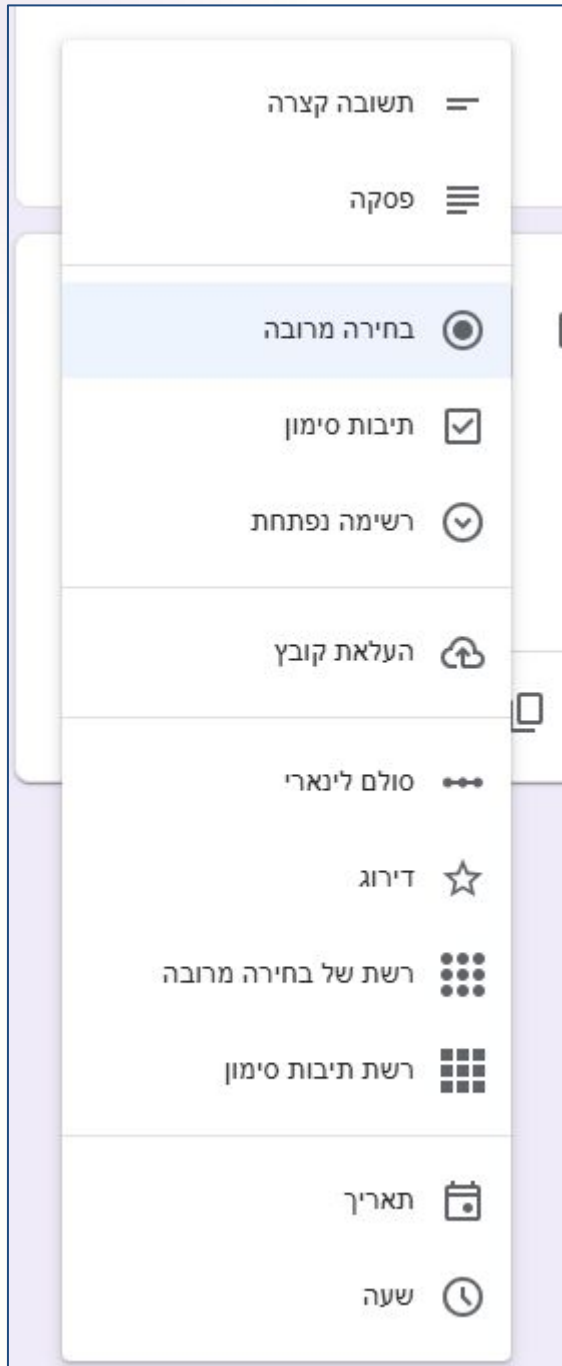 תשובה קצרה
פסקה
בחירה מרובה
תיבות סימון
רשימה נפתחת
העלאת קובץ
סולם לינארי
דירוג
רשת של בחירה מרובה
רשת תיבות סימון
תאריך
שעה